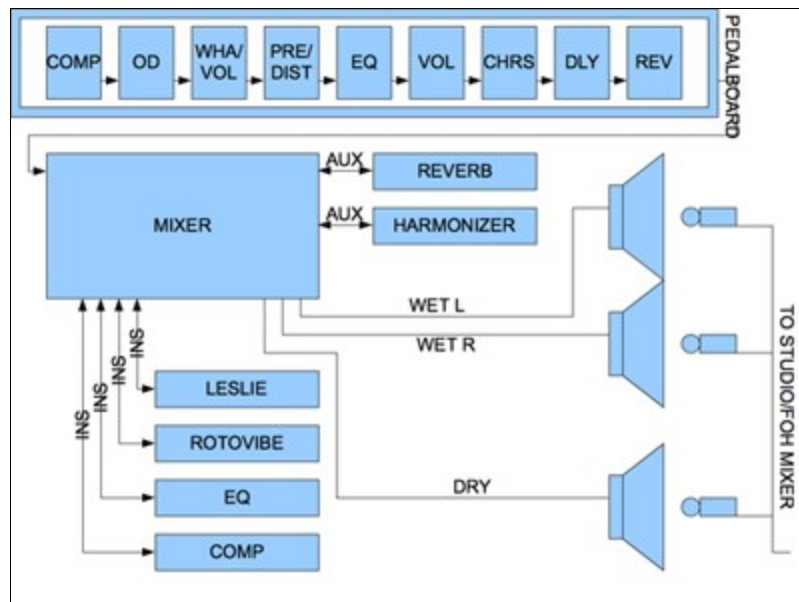 COMP
OD
WHA/
VOL
PRE/
DIST
EQ
VOL
CHRS
DLY
REV
PEDALBOARD
MIXER
AUX
REVERB
AUX
HARMONIZER
WET L
WET R
DRY
INS
INS
INS
INS
LESLIE
ROTOVIBE
EQ
COMP
TO STUDIO/FOH MIXER